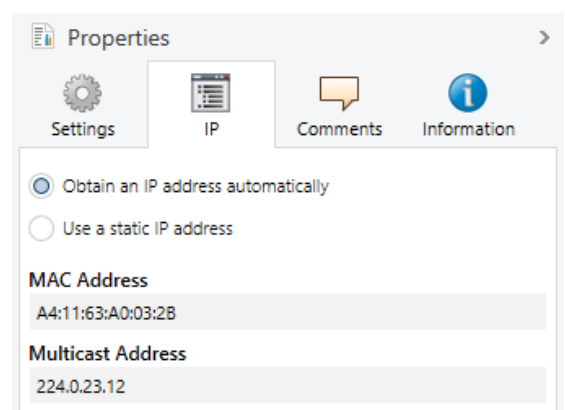 Properties
Settings
IP
Comments
Information
Obtain an IP address automatically
Use a static IP address
MAC Address
A4:11:63:A0:03:2B
Multicast Address
224.0.23.12